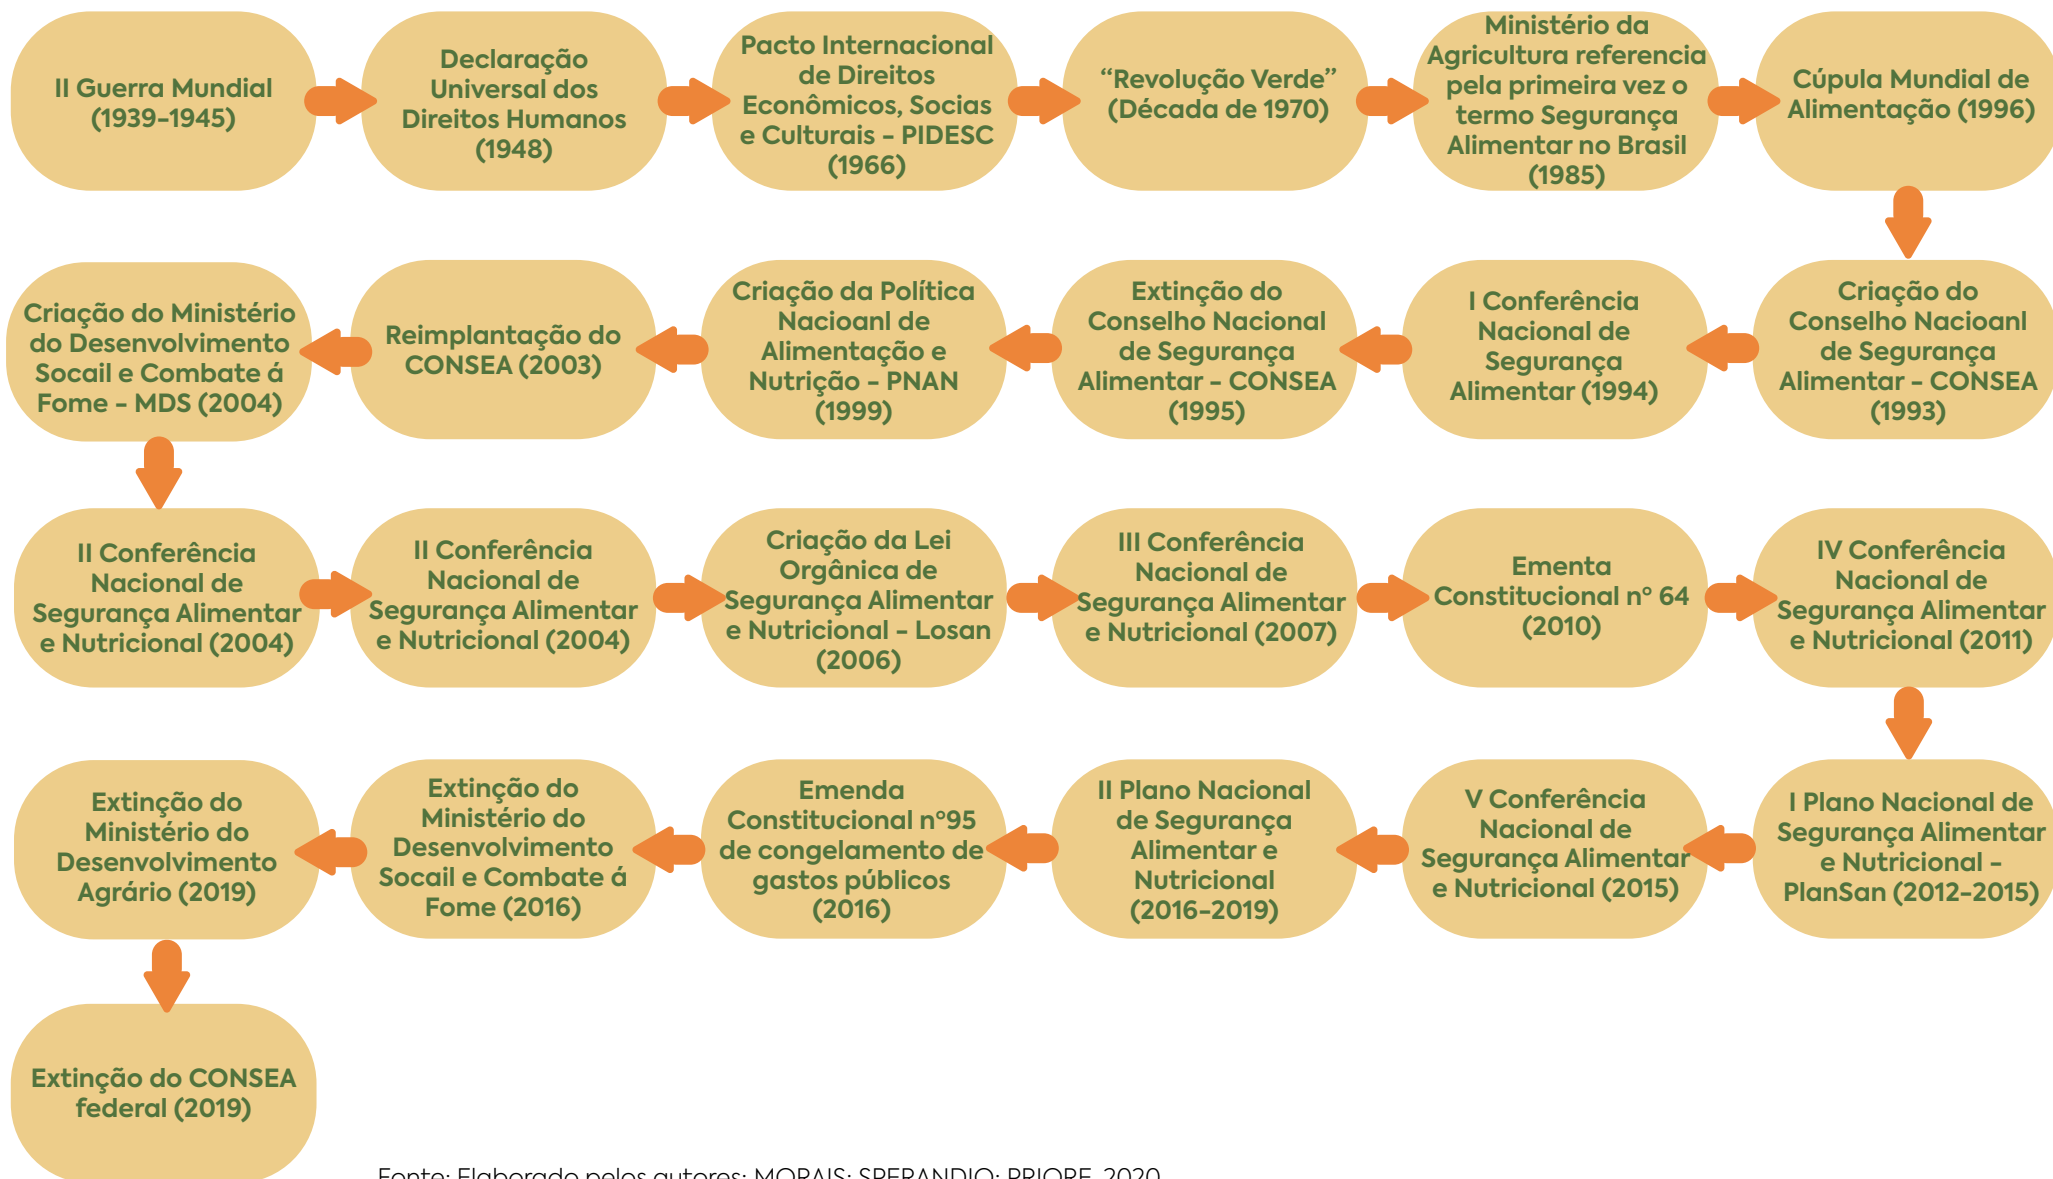 II Guerra Mundial
(1939-1945)
Declaração
Universal dos
Direitos Humanos
(1948)
Pacto Internacional
de Direitos
Econômicos, Socias
e Culturais - PIDESC
(1966)
“Revolução Verde”
(Década de 1970)
Ministério da
Agricultura referencia
pela primeira vez o
termo Segurança
Alimentar no Brasil
(1985)
Cúpula Mundial de
Alimentação (1996)
Criação do
Conselho Nacioanl
de Segurança
Alimentar - CONSEA
(1993)
I Conferência
Nacional de
Segurança
Alimentar (1994)
Extinção do
Conselho Nacional
de Segurança
Alimentar - CONSEA
(1995)
Criação da Política
Nacioanl de
Alimentação e
Nutrição - PNAN
(1999)
Reimplantação do
CONSEA (2003)
Criação do Ministério
do Desenvolvimento
Socail e Combate á
Fome - MDS (2004)
II Conferência
Nacional de
Segurança Alimentar
e Nutricional (2004)
II Conferência
Nacional de
Segurança Alimentar
e Nutricional (2004)
Criação da Lei
Orgânica de
Segurança Alimentar
e Nutricional - Losan
(2006)
III Conferência
Nacional de
Segurança Alimentar
e Nutricional (2007)
Ementa
Constitucional nº 64
(2010)
IV Conferência
Nacional de
Segurança Alimentar
e Nutricional (2011)
I Plano Nacional de
Segurança Alimentar
e Nutricional -
PlanSan (2012-2015)
V Conferência
Nacional de
Segurança Alimentar
e Nutricional (2015)
II Plano Nacional
de Segurança
Alimentar e
Nutricional
(2016-2019)
Emenda
Constitucional nº95
de congelamento de
gastos públicos
(2016)
Extinção do
Ministério do
Desenvolvimento
Socail e Combate á
Fome (2016)
Extinção do
Ministério do
Desenvolvimento
Agrário (2019)
Extinção do CONSEA
federal (2019)
Fonte: Elaborado pelos autores: MORAIS; SPERANDIO; PRIORE, 2020